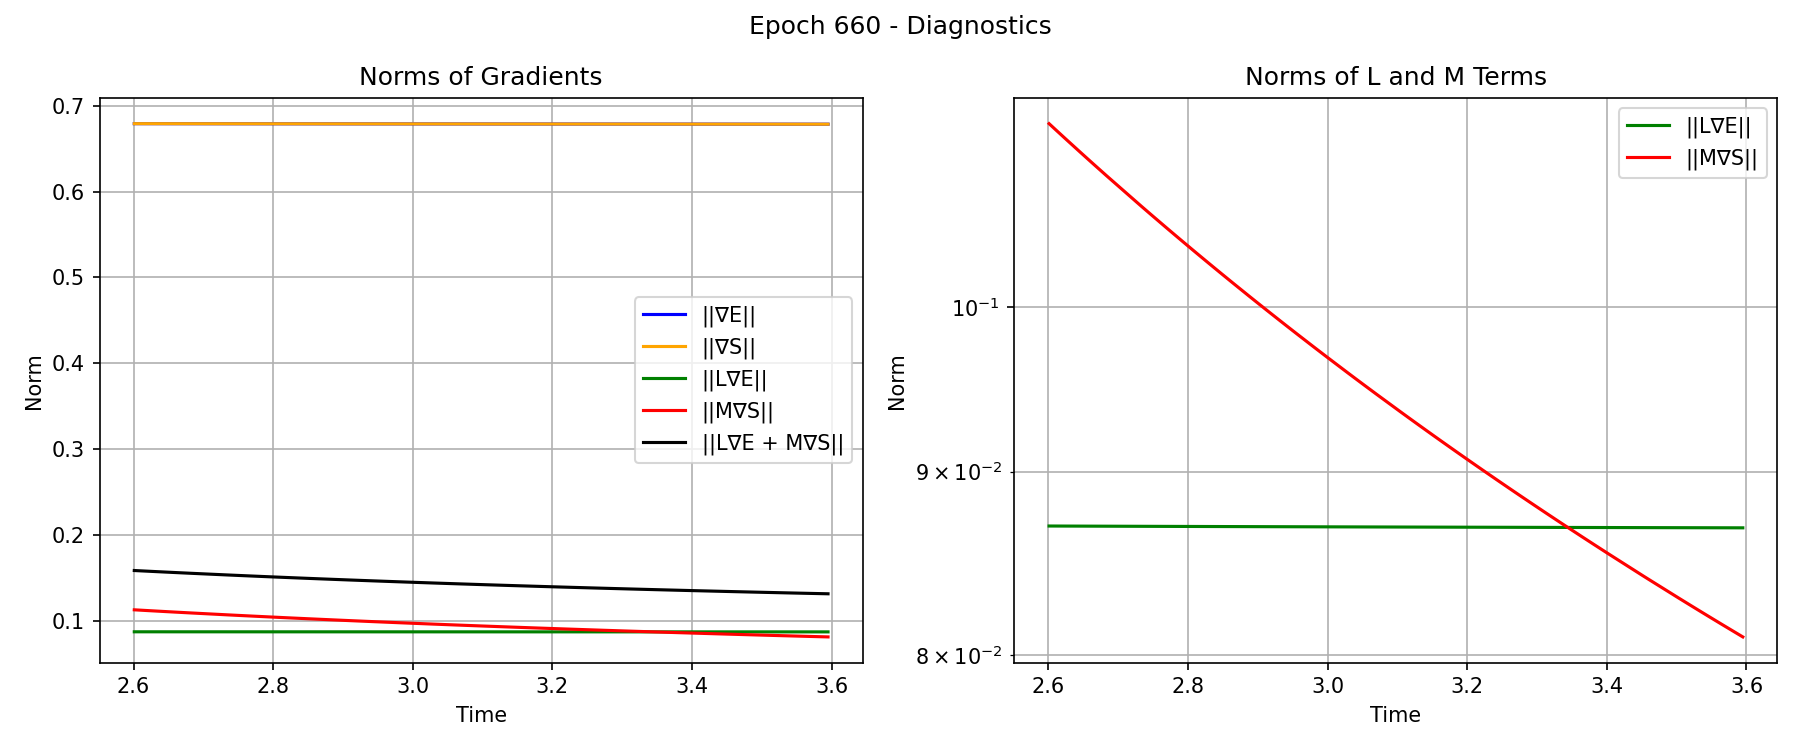 Epoch 660 - Diagnostics
Norms of Gradients
Norm
0.7
0.6
0.5
0.4
0.3
0.2
0.1
||∇E||
||∇S||
||L∇E||
||M∇S||
||L∇E + M∇S||
2.6 2.8 3.0 3.2 3.4 3.6
Time
Norms of L and M Terms
Norm
10⁻¹
9 × 10⁻²
8 × 10⁻²
||L∇E||
||M∇S||
2.6 2.8 3.0 3.2 3.4 3.6
Time